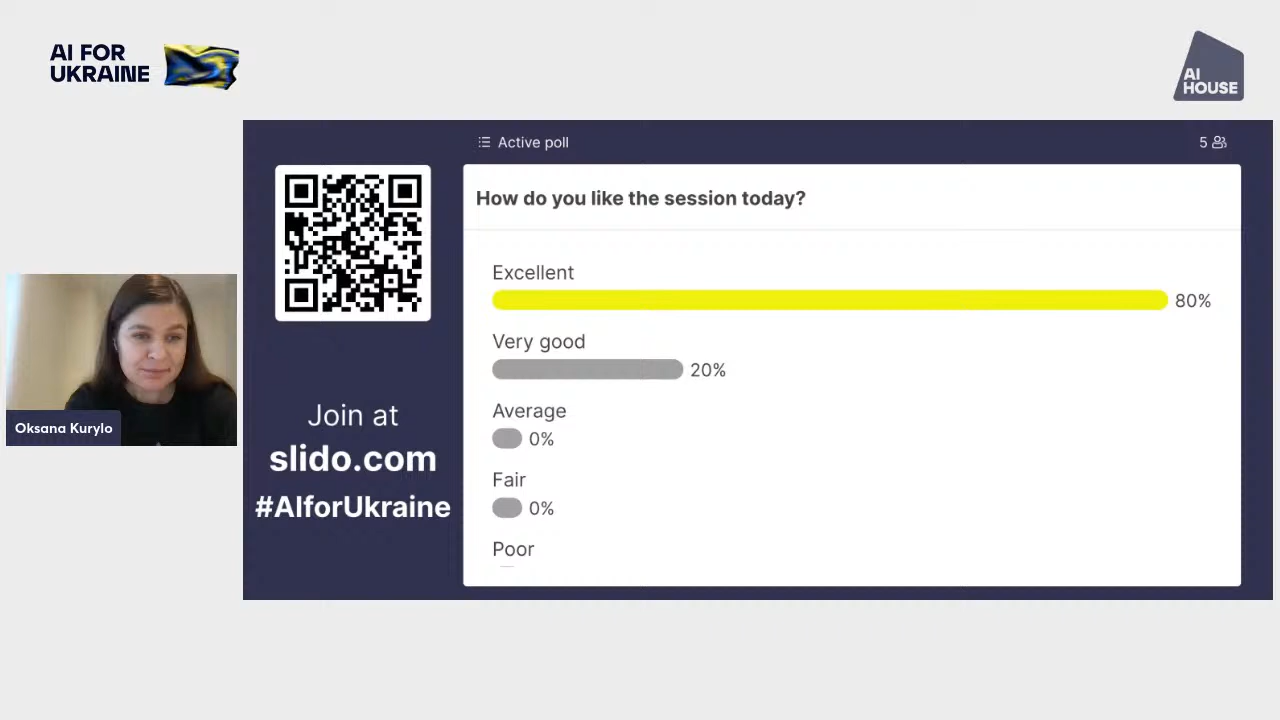 AI FOR
UKRAINE
AI
HOUSE
Active poll
5
How do you like the session today?
Excellent
80%
Very good
20%
Average
0%
Fair
0%
Poor
Join at
slido.com
#AIforUkraine
Oksana Kurylo